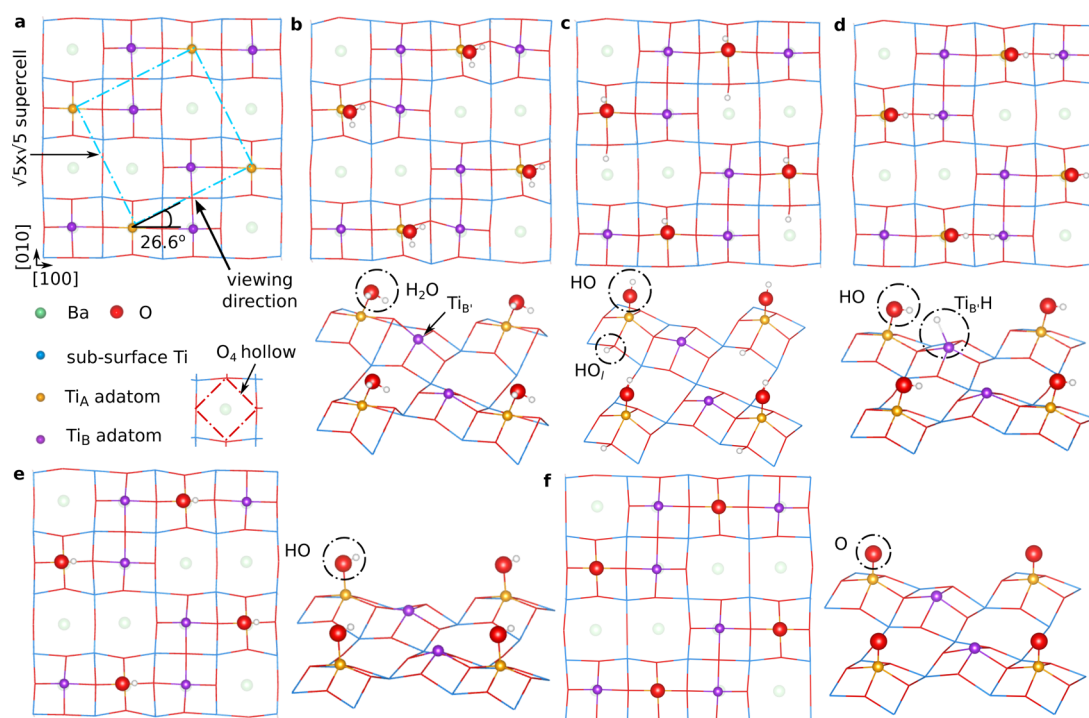 a
b
c
d
√5x√5 supercell
26.6°
[010]
[100]
viewing
direction
Ba
O
sub-surface Ti
O₄ hollow
Ti_A adatom
Ti_B adatom
H₂O
Ti_B'
HO
HO_l
HO
Ti_B'H
e
f
HO
O